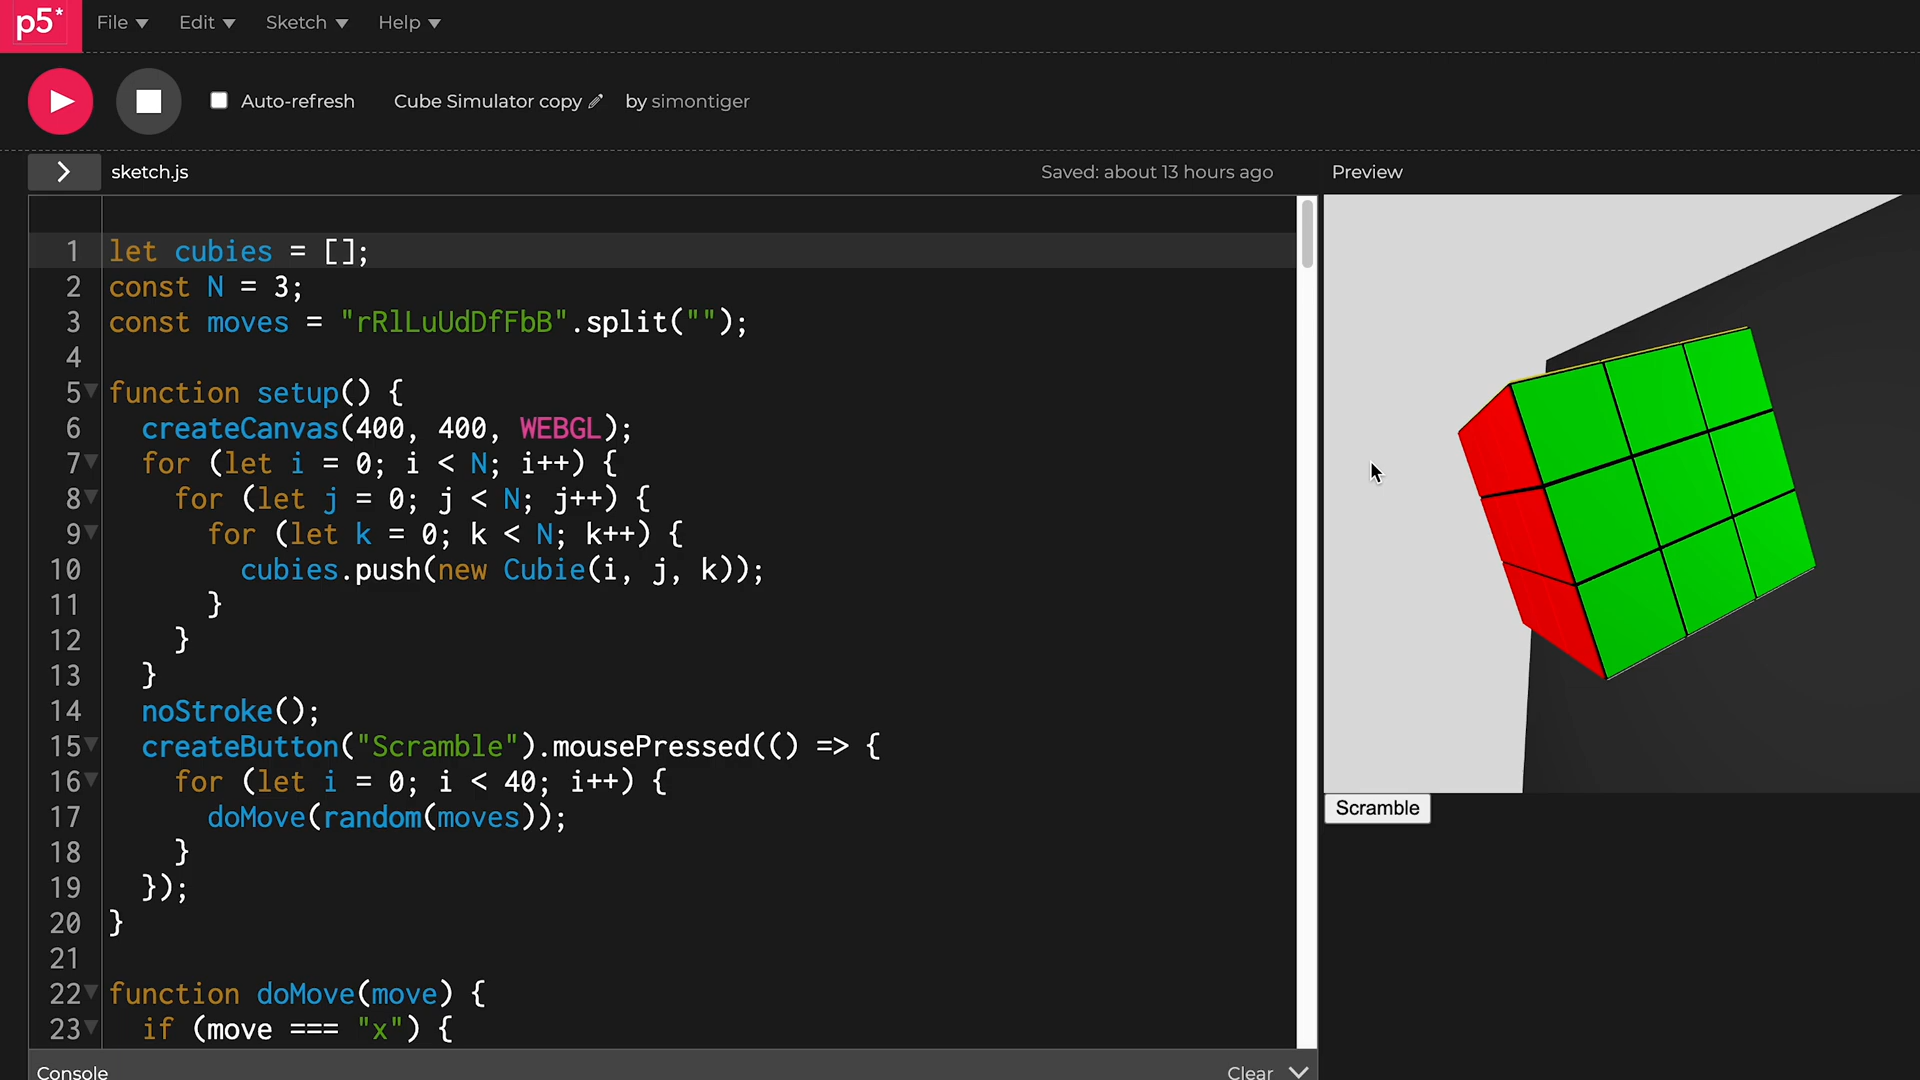 p5* File Edit Sketch Help
Auto-refresh Cube Simulator copy by simontiger
sketch.js Saved: about 13 hours ago Preview
1 let cubies = [];
2 const N = 3;
3 const moves = "rRlLuUdDfFbB".split("");
4
5 function setup() {
6 createCanvas(400, 400, WEBGL);
7 for (let i = 0; i < N; i++) {
8 for (let j = 0; j < N; j++) {
9 for (let k = 0; k < N; k++) {
10 cubies.push(new Cubie(i, j, k));
11 }
12 }
13 }
14 noStroke();
15 createButton("Scramble").mousePressed(() => {
16 for (let i = 0; i < 40; i++) {
17 doMove(random(moves));
18 }
19 });
20 }
21
22 function doMove(move) {
23 if (move === "x") {
Scramble
Console Clear